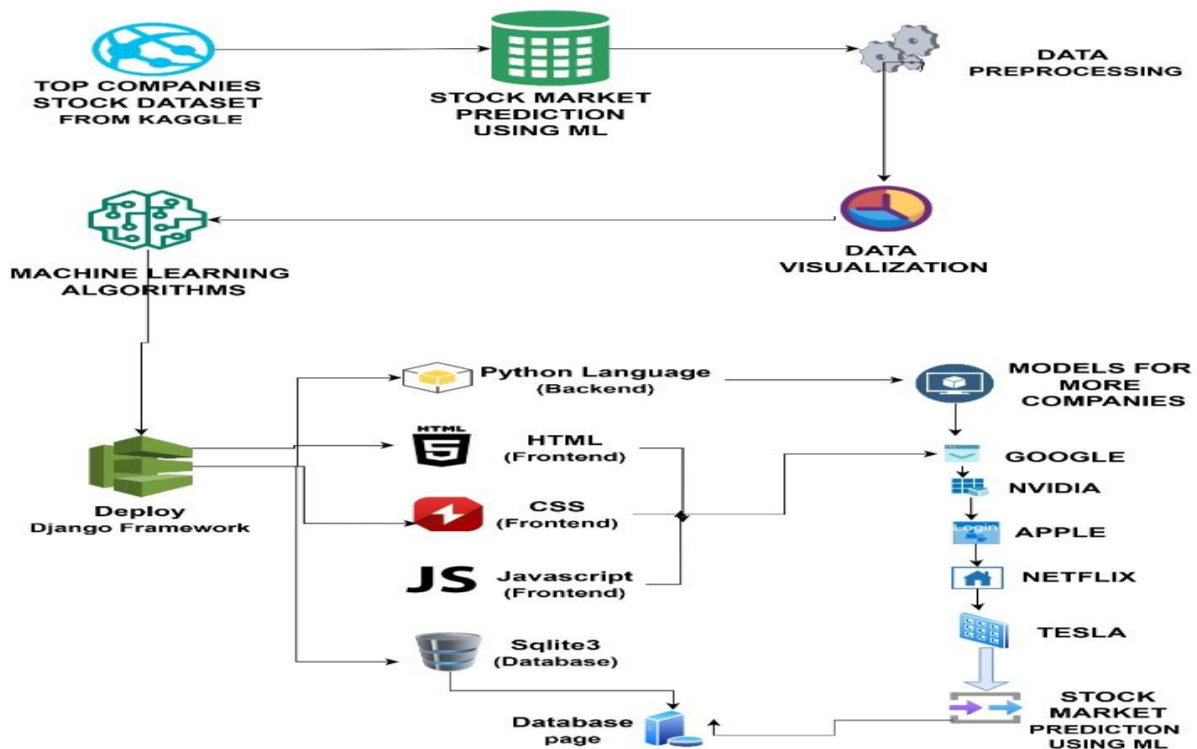 TOP COMPANIES
STOCK DATASET
FROM KAGGLE
STOCK MARKET
PREDICTION
USING ML
DATA
PREPROCESSING
MACHINE LEARNING
ALGORITHMS
DATA
VISUALIZATION
Python Language
(Backend)
MODELS FOR
MORE
COMPANIES
HTML
5
HTML
(Frontend)
GOOGLE
NVIDIA
Deploy
Django Framework
CSS
(Frontend)
Login
APPLE
JS
Javascript
(Frontend)
NETFLIX
TESLA
Sqlite3
(Database)
Database
page
STOCK
MARKET
PREDICTION
USING ML